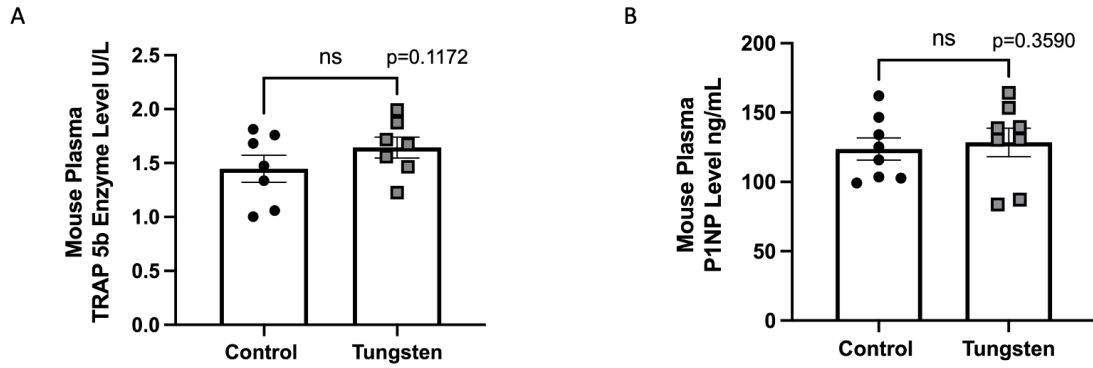 A
Mouse Plasma
TRAP 5b Enzyme Level U/L
2.5
2.0
1.5
1.0
0.5
0.0
ns
p=0.1172
Control
Tungsten
B
Mouse Plasma
P1NP Level ng/mL
200
150
100
50
0
ns
p=0.3590
Control
Tungsten